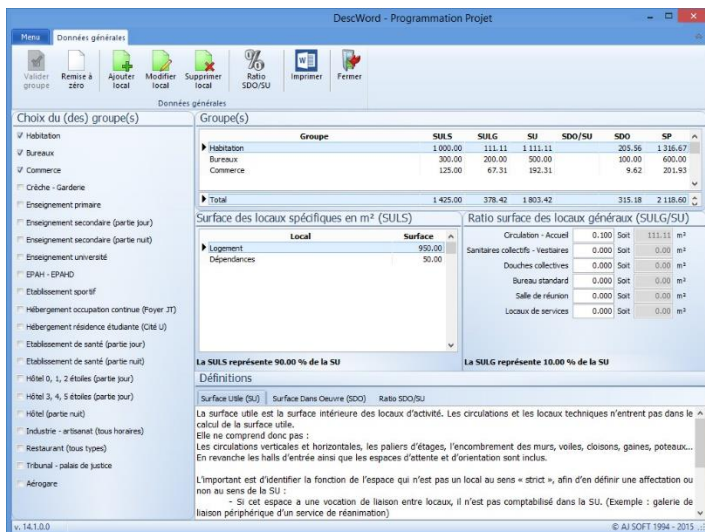 DescWord - Programmation Projet
Menu Données générales
Valider groupe
Remise à zéro
Ajouter local
Modifier local
Supprimer local
Ratio SDO/SU
Imprimer
Fermer
Données générales
Choix du (des) groupe(s)
Habitation
Bureaux
Commerce
Crèche - Garderie
Enseignement primaire
Enseignement secondaire (partie jour)
Enseignement secondaire (partie nuit)
Enseignement université
EPAH - EPAHD
Etablissement sportif
Hébergement occupation continue (Foyer JT)
Hébergement résidence étudiante (Cité U)
Etablissement de santé (partie jour)
Etablissement de santé (partie nuit)
Hôtel 0, 1, 2 étoiles (partie jour)
Hôtel 3, 4, 5 étoiles (partie jour)
Hôtel (partie nuit)
Industrie - artisanat (tous horaires)
Restaurant (tous types)
Tribunal - palais de justice
Aérogare
Groupe(s)
Groupe SULS SULG SU SDO/SU SDO SP
Habitation 1 000.00 111.11 1 111.11 205.56 1 316.67
Bureaux 300.00 200.00 500.00 100.00 600.00
Commerce 125.00 67.31 192.31 9.62 201.93
Total 1 425.00 378.42 1 803.42 315.18 2 118.60
Surface des locaux spécifiques en m² (SULS)
Local Surface
Logement 950.00
Dépendances 50.00
La SULS représente 90.00 % de la SU
Ratio surface des locaux généraux (SULG/SU)
Circulation - Accueil 0.100 Soit 111.11 m²
Sanitaires collectifs - Vestiaires 0.000 Soit 0.00 m²
Douches collectives 0.000 Soit 0.00 m²
Bureau standard 0.000 Soit 0.00 m²
Salle de réunion 0.000 Soit 0.00 m²
Locaux de services 0.000 Soit 0.00 m²
La SULG représente 10.00 % de la SU
Définitions
Surface Utile (SU) Surface Dans Oeuvre (SDO) Ratio SDO/SU
La surface utile est la surface intérieure des locaux d'activité. Les circulations et les locaux techniques n'entrent pas dans le
calcul de la surface utile.
Elle ne comprend donc pas :
Les circulations verticales et horizontales, les paliers d'étages, l'encombrement des murs, voiles, cloisons, gaines, poteaux...
En revanche les halls d'entrée ainsi que les espaces d'attente et d'orientation sont inclus.
L'important est d'identifier la fonction de l'espace qui n'est pas un local au sens « strict », afin d'en définir une affectation ou
non au sens de la SU :
- Si cet espace a une vocation de liaison entre locaux, il n'est pas comptabilisé dans la SU. (Exemple : galerie de
liaison périphérique d'un service de réanimation)
v. 14.1.0.0
© AJ SOFT 1994 - 2015